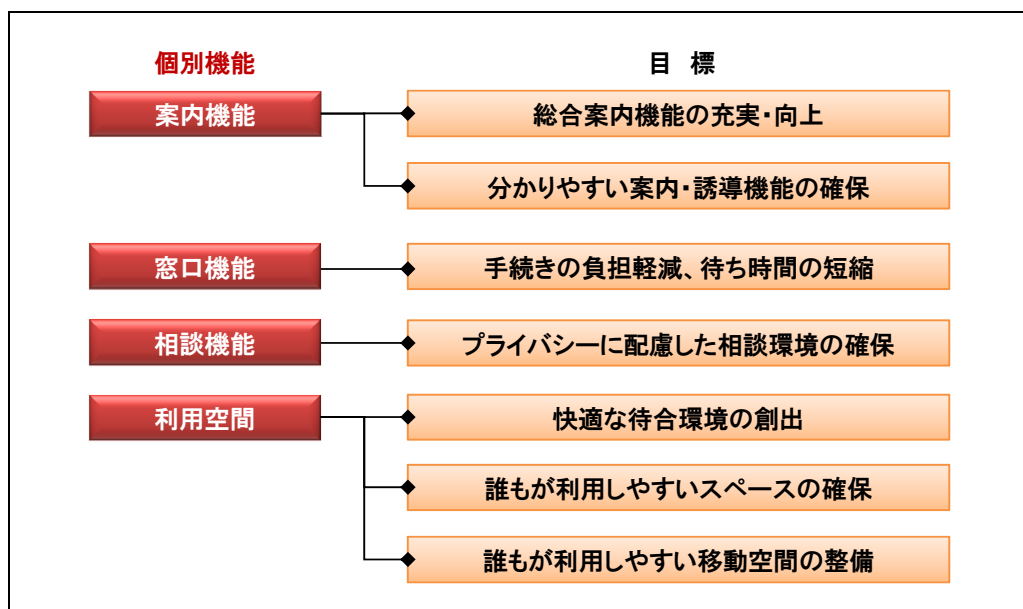 個別機能
目 標
案内機能
総合案内機能の充実・向上
分かりやすい案内・誘導機能の確保
窓口機能
手続きの負担軽減、待ち時間の短縮
相談機能
プライバシーに配慮した相談環境の確保
利用空間
快適な待合環境の創出
誰もが利用しやすいスペースの確保
誰もが利用しやすい移動空間の整備